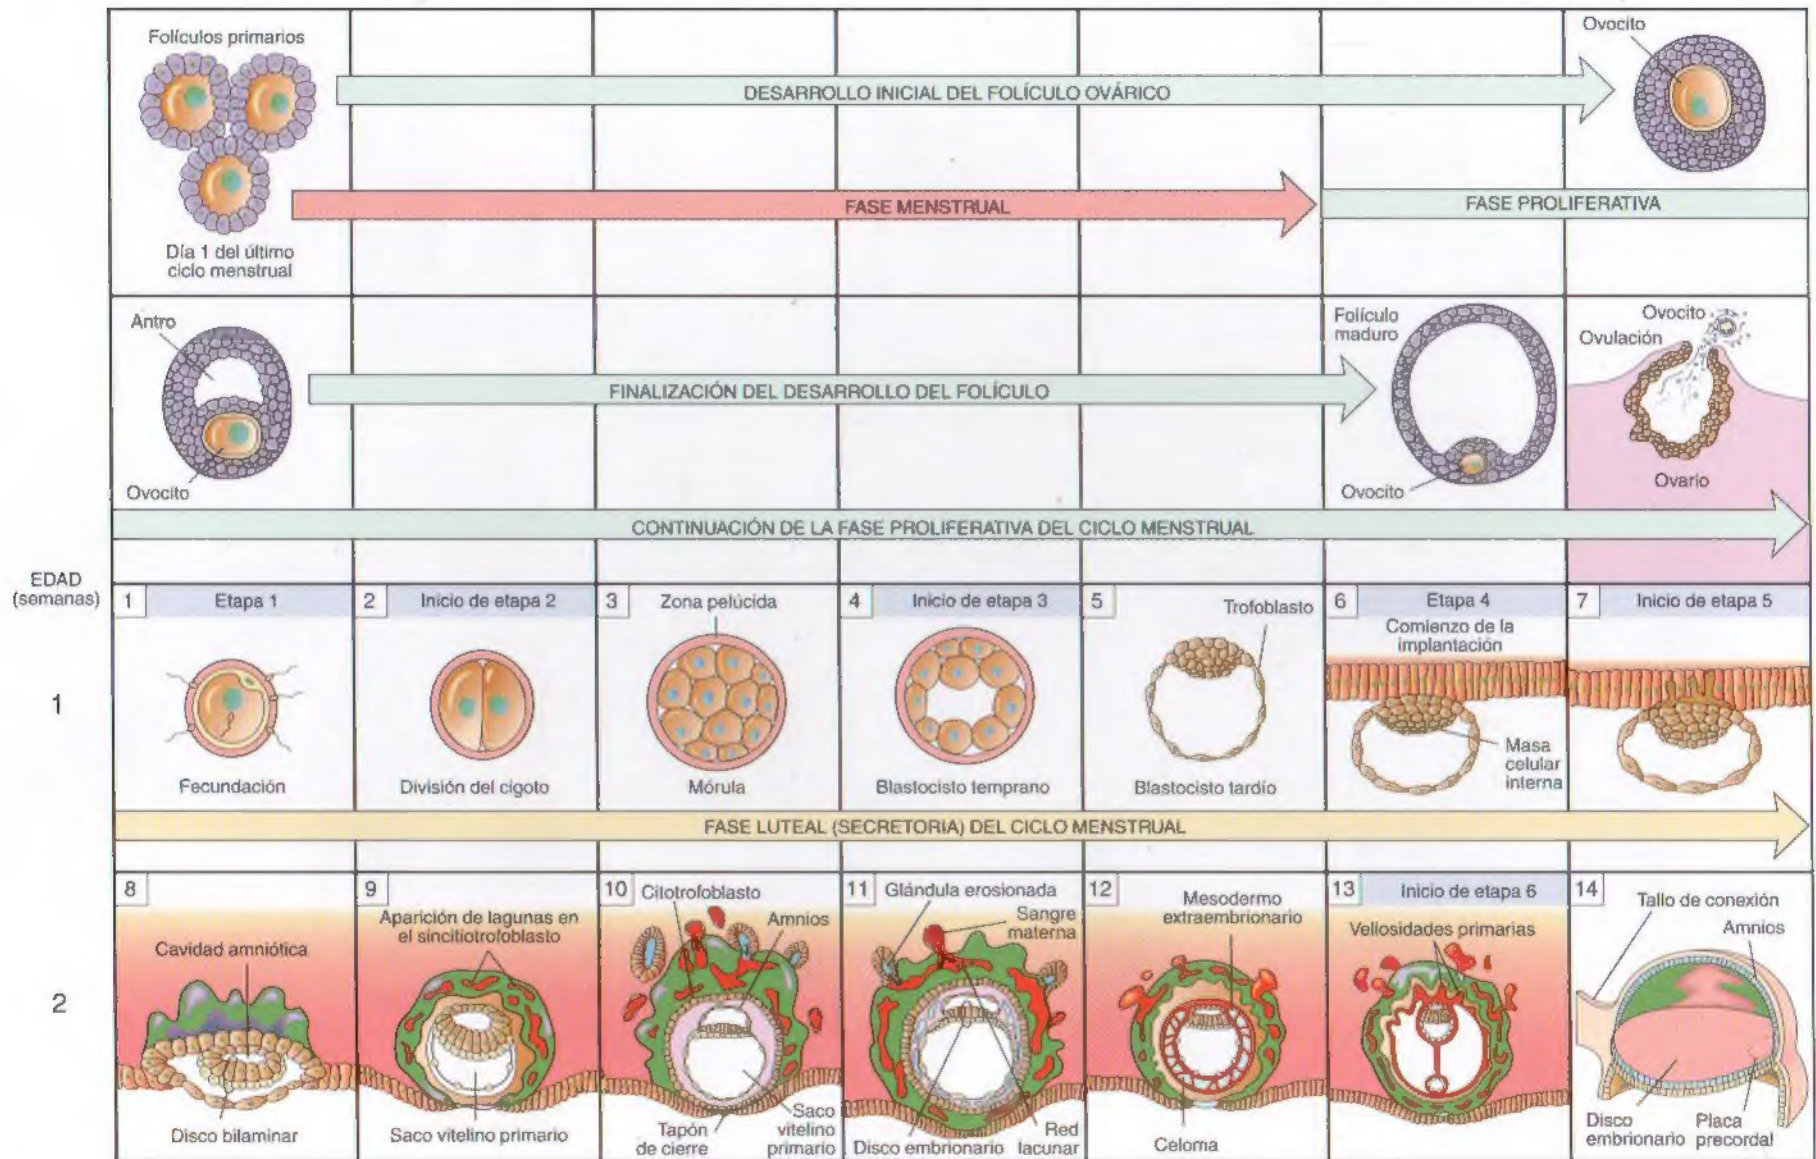 Folículos primarios
Ovocito
DESARROLLO INICIAL DEL FOLÍCULO OVÁRICO
FASE MENSTRUAL
FASE PROLIFERATIVA
Día 1 del último
ciclo menstrual
Antro
Ovocito
FINALIZACIÓN DEL DESARROLLO DEL FOLÍCULO
Folículo
maduro
Ovocito
Ovocito
Ovulación
Ovario
CONTINUACIÓN DE LA FASE PROLIFERATIVA DEL CICLO MENSTRUAL
EDAD
(semanas)
1
1 Etapa 1
Fecundación
2 Inicio de etapa 2
División del cigoto
3 Zona pelúcida
Mórula
4 Inicio de etapa 3
Blastocisto temprano
5 Trofoblasto
Blastocisto tardío
6 Etapa 4
Comienzo de la
implantación
Masa
celular
interna
7 Inicio de etapa 5
FASE LUTEAL (SECRETORIA) DEL CICLO MENSTRUAL
2
8
Cavidad amniótica
Disco bilaminar
9
Aparición de lagunas en
el sincitiotrofoblasto
Saco vitelino primario
10 Citotrofoblasto
Amnios
Tapón
de cierre
Saco
vitelino
primario
11 Glándula erosionada
Sangre
materna
Disco embrionario
Red
lacunar
12 Mesodermo
extraembrionario
Celoma
13 Inicio de etapa 6
Vellosidades primarias
14
Tallo de conexión
Amnios
Disco
embrionario
Placa
precordal